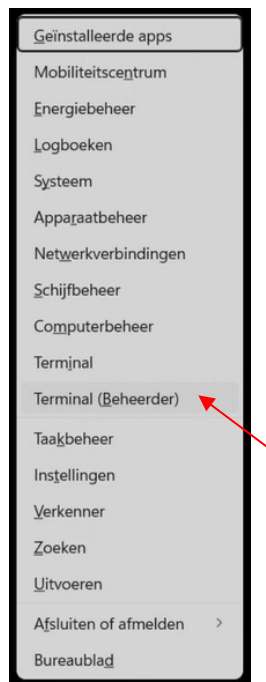 Geïnstalleerde apps
Mobiliteitscentrum
Energiebeheer
Logboeken
Systeem
Apparaatbeheer
Netwerkverbindingen
Schijfbeheer
Computerbeheer
Terminal
Terminal (Beheerder)
Taakbeheer
Instellingen
Verkenner
Zoeken
Uitvoeren
Afsluiten of afmelden
Bureaublad